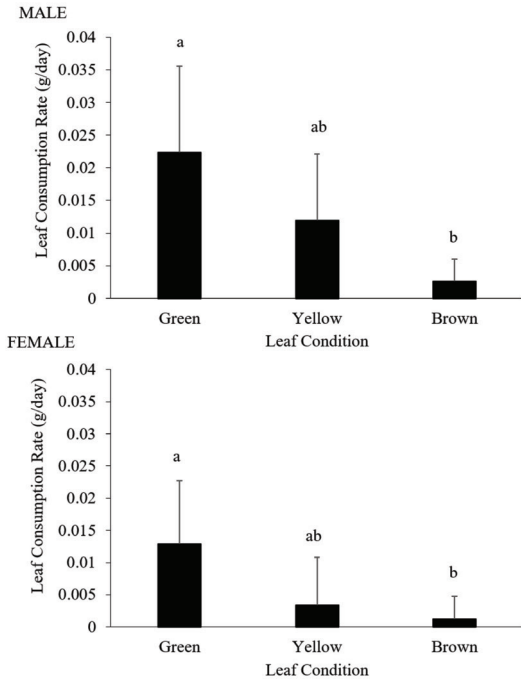 MALE
Leaf Consumption Rate (g/day)
0.04
0.035
0.03
0.025
0.02
0.015
0.01
0.005
0
a
ab
b
Green Yellow Brown
Leaf Condition
FEMALE
Leaf Consumption Rate (g/day)
0.04
0.035
0.03
0.025
0.02
0.015
0.01
0.005
0
a
ab
b
Green Yellow Brown
Leaf Condition